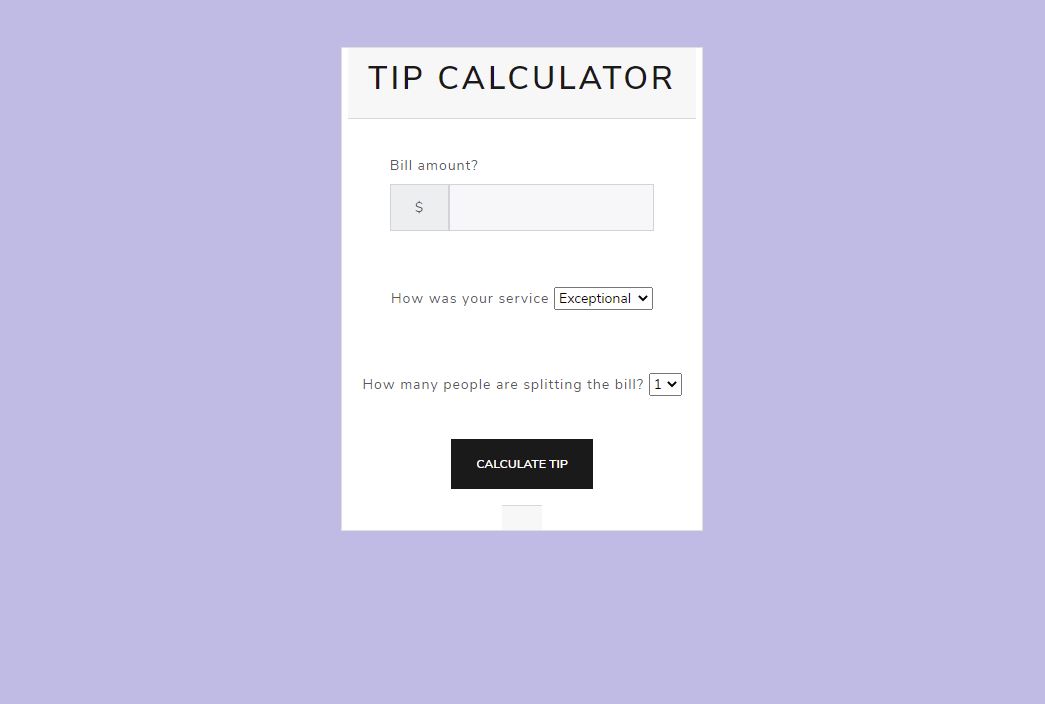 TIP CALCULATOR
Bill amount?
$
How was your service Exceptional
How many people are splitting the bill? 1
CALCULATE TIP